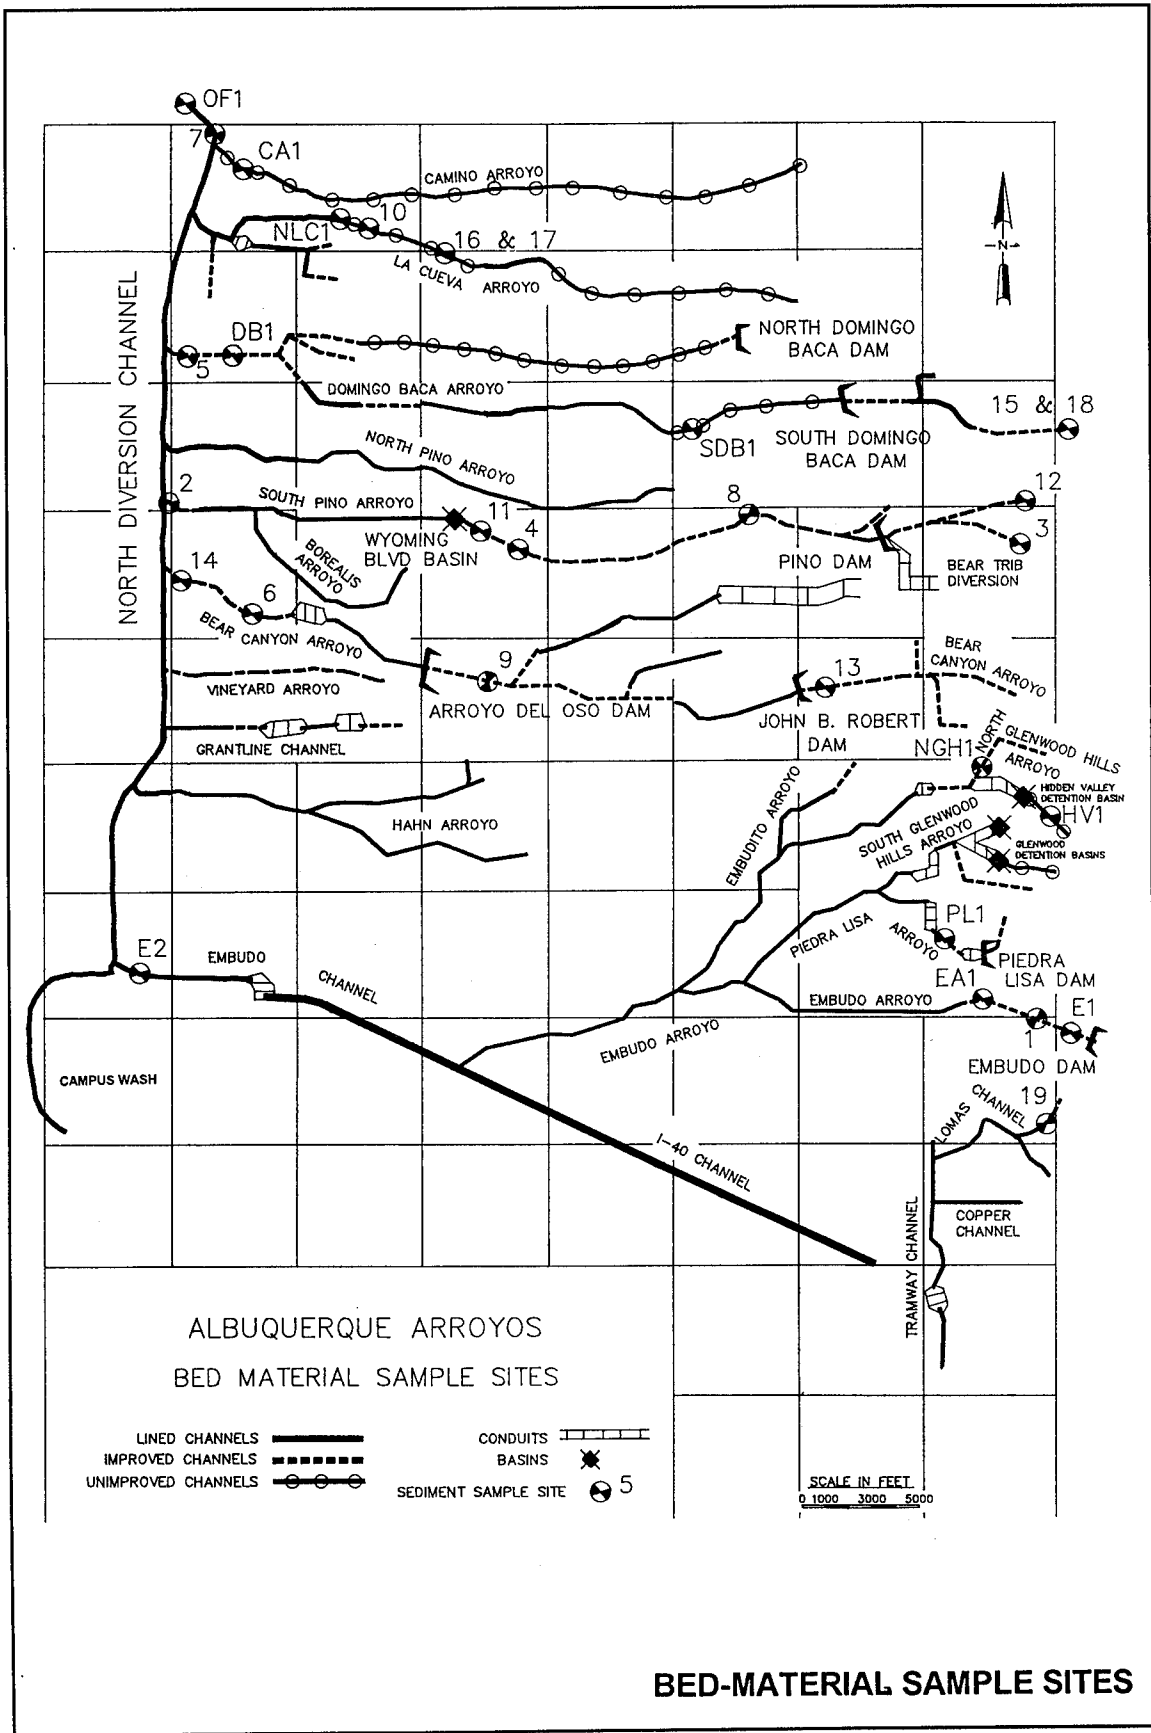 OF1
7
CA1
CAMINO ARROYO
10
NLC1
16 & 17
LA CUEVA ARROYO
N
NORTH DIVERSION CHANNEL
DB1
5
NORTH DOMINGO
BACA DAM
DOMINGO BACA ARROYO
15 & 18
SDB1
SOUTH DOMINGO
BACA DAM
NORTH PINO ARROYO
2
SOUTH PINO ARROYO
8
12
11
4
3
WYOMING
BLVD BASIN
BOREALIS
ARROYO
PINO DAM
BEAR TRIB
DIVERSION
14
6
BEAR CANYON ARROYO
9
13
BEAR
CANYON ARROYO
VINEYARD ARROYO
ARROYO DEL OSO DAM
JOHN B. ROBERT
DAM
GRANTLINE CHANNEL
NGH1
NORTH
GLENWOOD HILLS
ARROYO
HIDDEN VALLEY
DETENTION BASIN
HV1
HAHN ARROYO
EMBUDITO ARROYO
SOUTH GLENWOOD
HILLS ARROYO
GLENWOOD
DETENTION BASINS
PL1
PIEDRA LISA
ARROYO
PIEDRA
LISA DAM
E2
EMBUDO
CHANNEL
EA1
EMBUDO ARROYO
E1
1
EMBUDO ARROYO
EMBUDO DAM
CAMPUS WASH
19
LOMAS CHANNEL
I-40 CHANNEL
COPPER
CHANNEL
TRAMWAY CHANNEL
ALBUQUERQUE ARROYOS
BED MATERIAL SAMPLE SITES
LINED CHANNELS
IMPROVED CHANNELS
UNIMPROVED CHANNELS
CONDUITS
BASINS
SEDIMENT SAMPLE SITE 5
SCALE IN FEET
0 1000 3000 5000
BED-MATERIAL SAMPLE SITES